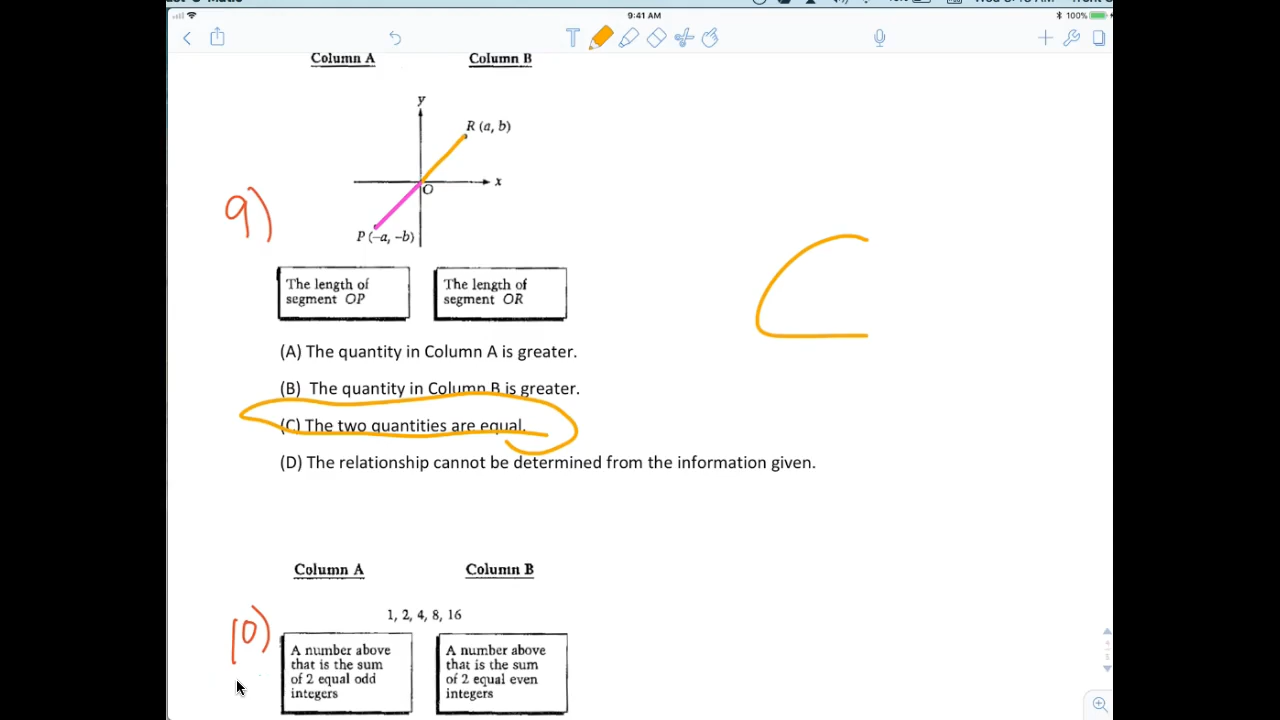 9:41 AM
100%
T
Column A Column B
y
R (a, b)
x
O
9)
P (–a, –b)
The length of segment OP
The length of segment OR
(A) The quantity in Column A is greater.
(B) The quantity in Column B is greater.
(C) The two quantities are equal.
(D) The relationship cannot be determined from the information given.
Column A Column B
1, 2, 4, 8, 16
10)
A number above
that is the sum
of 2 equal odd
integers
A number above
that is the sum
of 2 equal even
integers